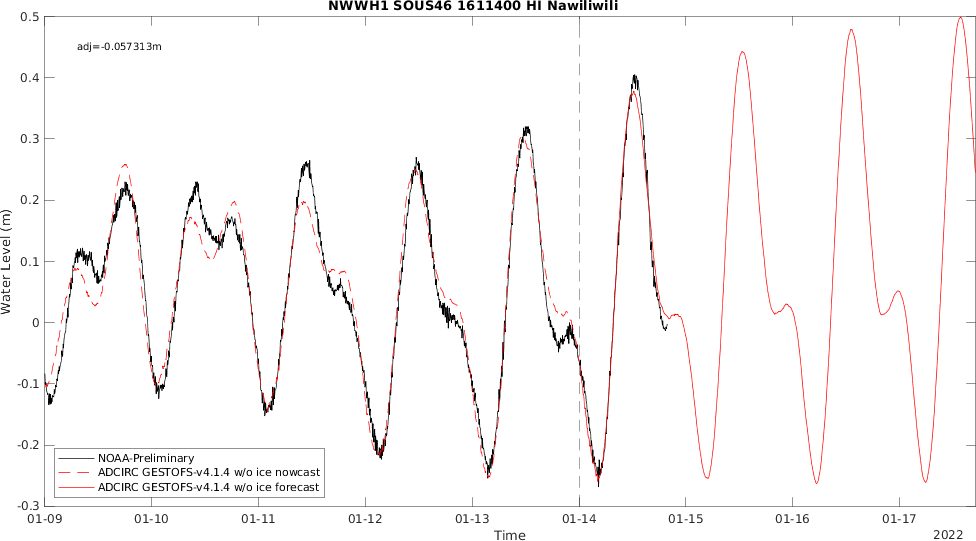 NWWH1 SOUS46 1611400 HI Nawiliwili
adj=-0.057313m
0.5
0.4
0.3
0.2
0.1
0
-0.1
-0.2
-0.3
Water Level (m)
NOAA-Preliminary
ADCIRC GESTOFS-v4.1.4 w/o ice nowcast
ADCIRC GESTOFS-v4.1.4 w/o ice forecast
01-09 01-10 01-11 01-12 01-13 01-14 01-15 01-16 01-17
Time
2022